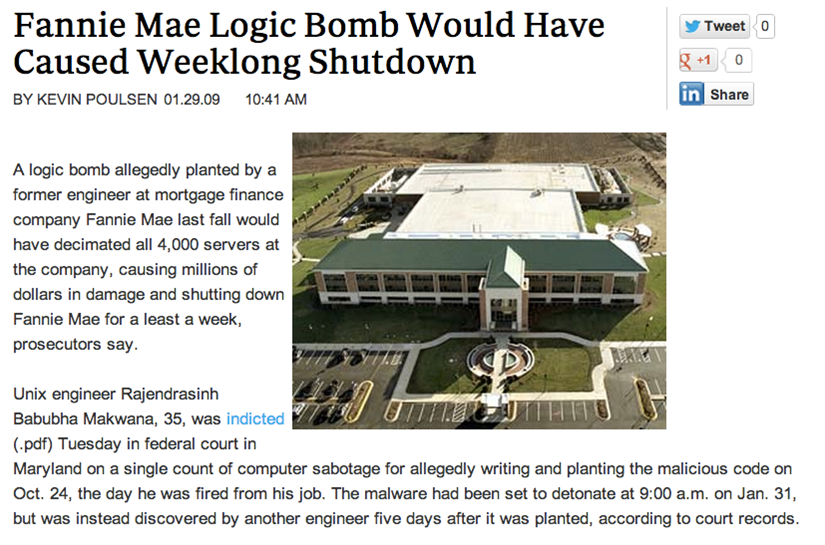 Fannie Mae Logic Bomb Would Have
Caused Weeklong Shutdown
BY KEVIN POULSEN 01.29.09 10:41 AM
Tweet 0
g +1 0
in Share
A logic bomb allegedly planted by a
former engineer at mortgage finance
company Fannie Mae last fall would
have decimated all 4,000 servers at
the company, causing millions of
dollars in damage and shutting down
Fannie Mae for a least a week,
prosecutors say.
Unix engineer Rajendrasinh
Babubha Makwana, 35, was indicted
(.pdf) Tuesday in federal court in
Maryland on a single count of computer sabotage for allegedly writing and planting the malicious code on
Oct. 24, the day he was fired from his job. The malware had been set to detonate at 9:00 a.m. on Jan. 31,
but was instead discovered by another engineer five days after it was planted, according to court records.